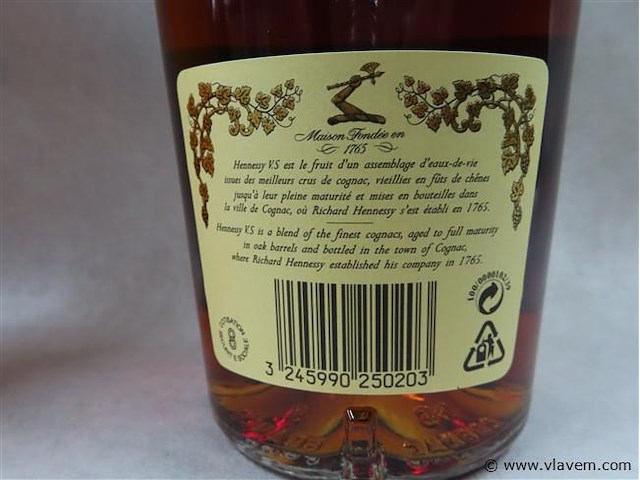 Maison Fondée en
1765
Hennessy V.S est le fruit d'un assemblage d'eaux-de-vie
issues des meilleurs crus de cognac, vieillies en fûts de chênes
jusqu'à leur pleine maturité et mises en bouteilles dans
la ville de Cognac, où Richard Hennessy s'est établi en 1765.
Hennessy V.S is a blend of the finest cognacs, aged to full maturity
in oak barrels and bottled in the town of Cognac,
where Richard Hennessy established his company in 1765.
COTISATION
SÉCURITÉ SOCIALE
3 245990 250203
© www.vlavem.com